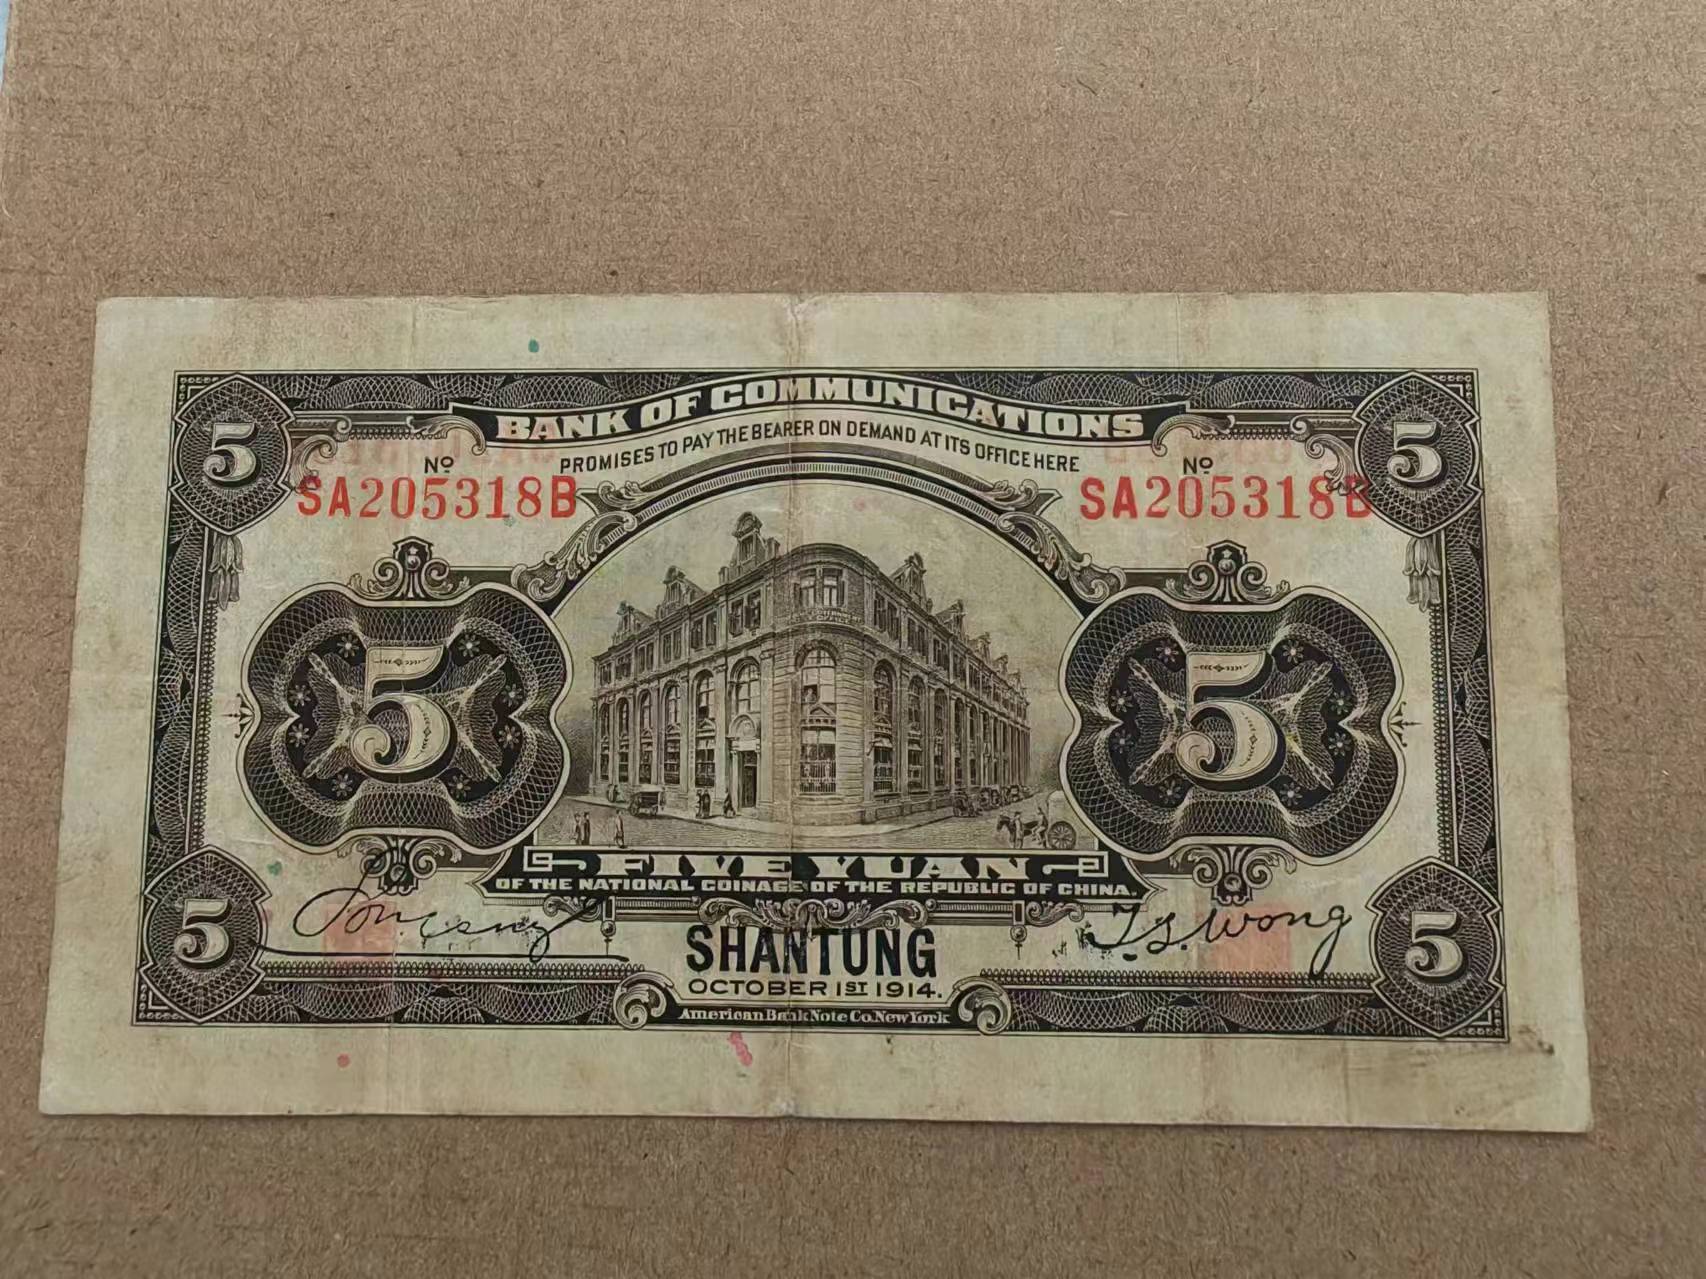 BANK OF COMMUNICATIONS
PROMISES TO PAY THE BEARER ON DEMAND AT ITS OFFICE HERE
5 5
Nº Nº
SA205318B SA205318B
5 5
FIVE YUAN
OF THE NATIONAL COINAGE OF THE REPUBLIC OF CHINA.
T.S. Wong
5 5
SHANTUNG
OCTOBER 1ST 1914.
American Bank Note Co. New York